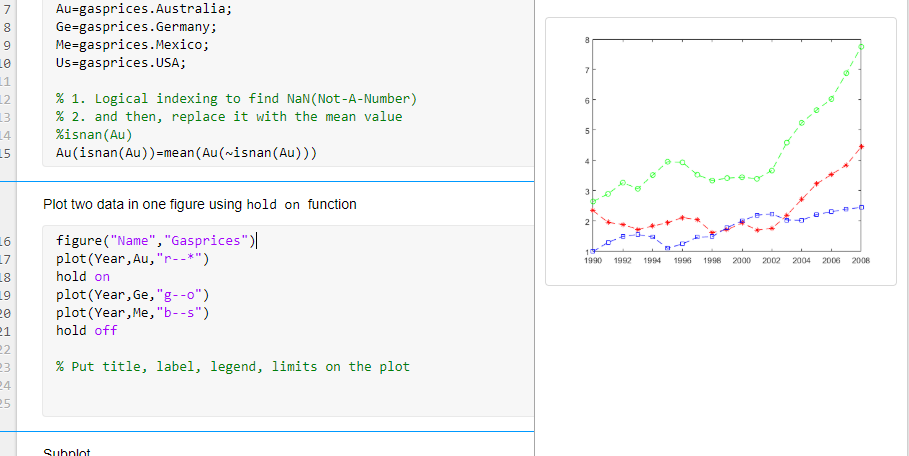 7 Au=gasprices.Australia;
8 Ge=gasprices.Germany;
9 Me=gasprices.Mexico;
10 Us=gasprices.USA;
11
12 % 1. Logical indexing to find NaN(Not-A-Number)
13 % 2. and then, replace it with the mean value
14 %isnan(Au)
15 Au(isnan(Au))=mean(Au(~isnan(Au)))
Plot two data in one figure using hold on function
16 figure("Name","Gasprices")
17 plot(Year,Au,"r--*")
18 hold on
19 plot(Year,Ge,"g--o")
20 plot(Year,Me,"b--s")
21 hold off
22
23 % Put title, label, legend, limits on the plot
24
25
Subplot
8
7
6
5
4
3
2
1
1990 1992 1994 1996 1998 2000 2002 2004 2006 2008